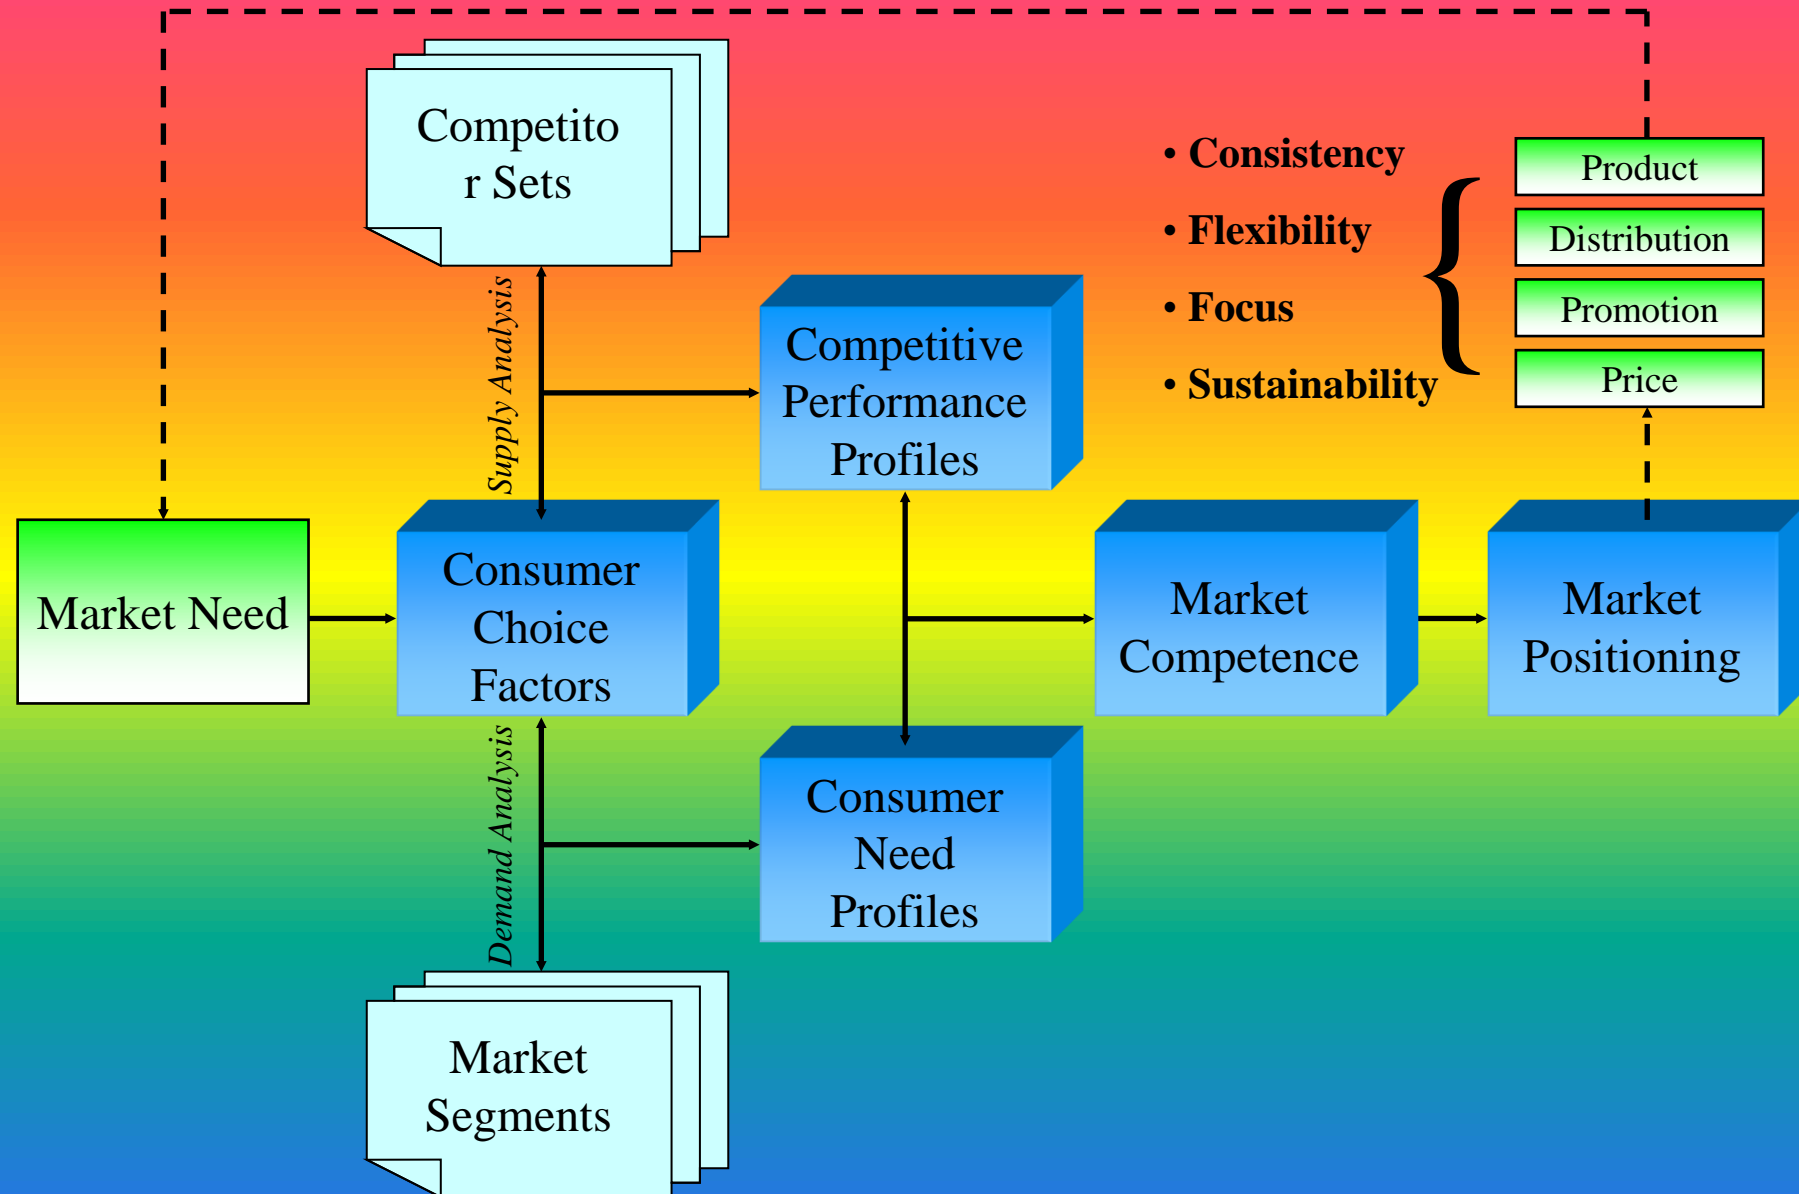 Competito
r Sets
• Consistency
• Flexibility
• Focus
• Sustainability
Product
Distribution
Promotion
Price
Supply Analysis
Competitive
Performance
Profiles
Market Need
Consumer
Choice
Factors
Market
Competence
Market
Positioning
Demand Analysis
Consumer
Need
Profiles
Market
Segments